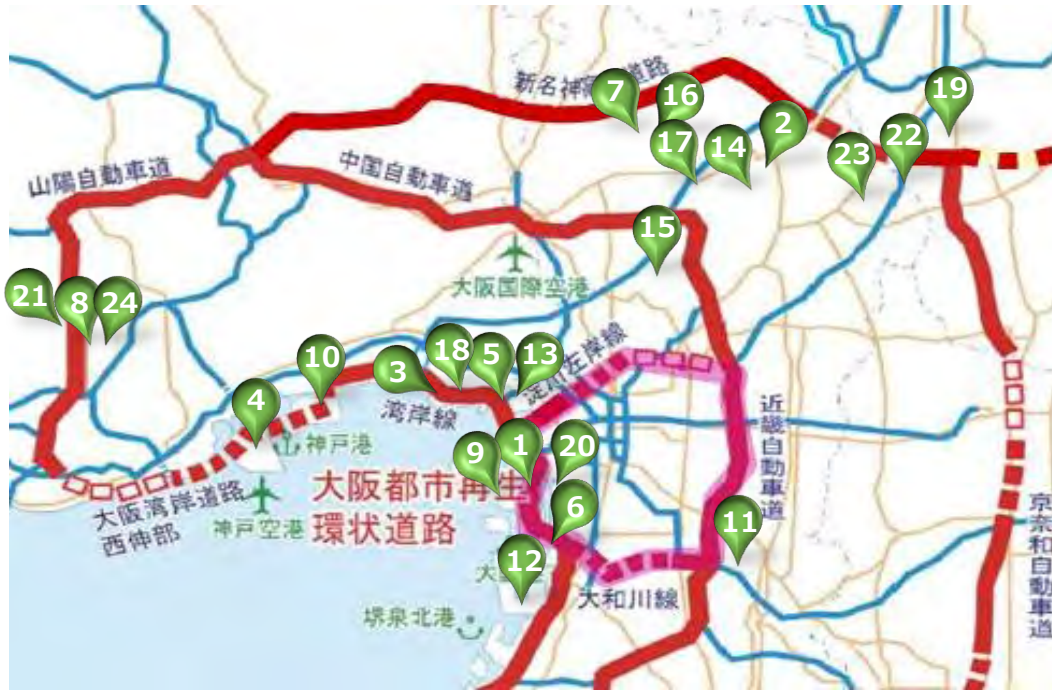 新名神高速道路
7
16
19
17
14
2
23
22
中国自動車道
山陽自動車道
15
大阪国際空港
21
8
24
10
3
18
5
13
淀川左岸線
湾岸線
4
神戸港
近畿自動車道
9
1
20
大阪都市再生
環状道路
大阪湾岸道路
西伸部
神戸空港
6
11
12
大和川線
堺泉北港
京奈和自動車道